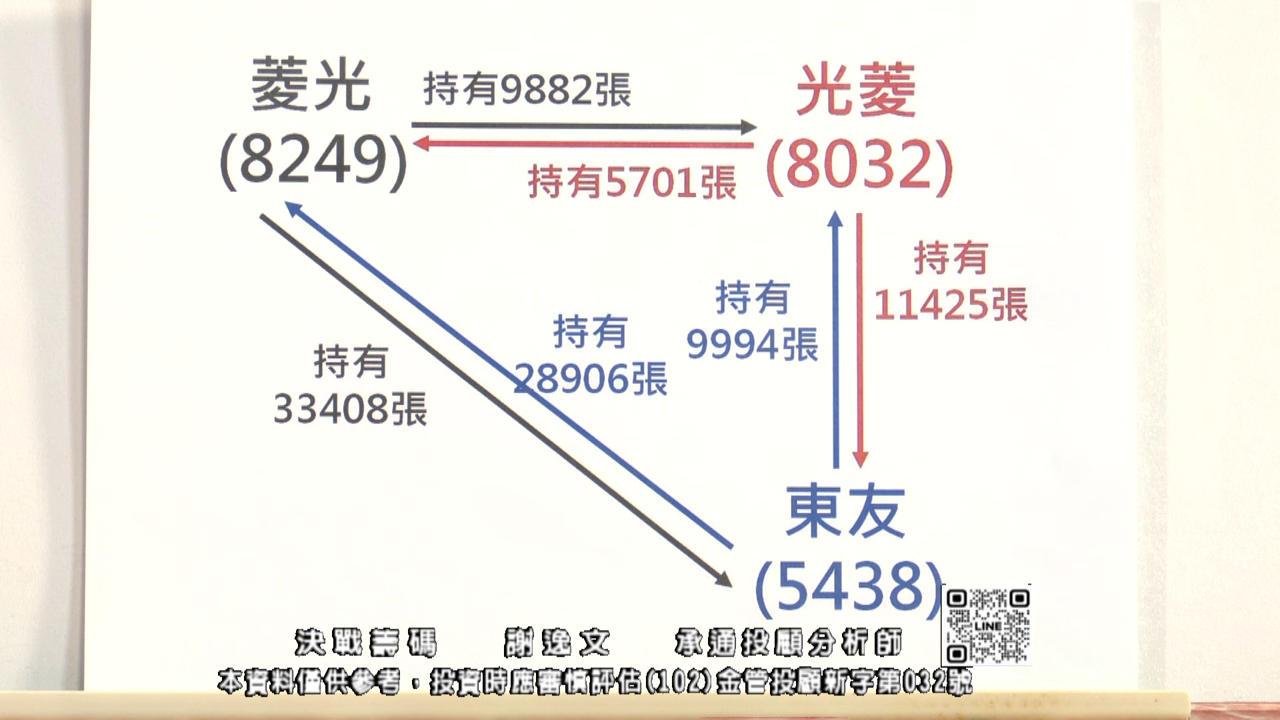 菱光
(8249)
持有9882張
持有5701張
光菱
(8032)
持有
11425張
持有
9994張
持有
28906張
持有
33408張
東友
(5438)
LINE
決戰籌碼 謝逸文 承通投顧分析師
本資料僅供參考,投資時應審慎評估(102)金管投顧新字第032號